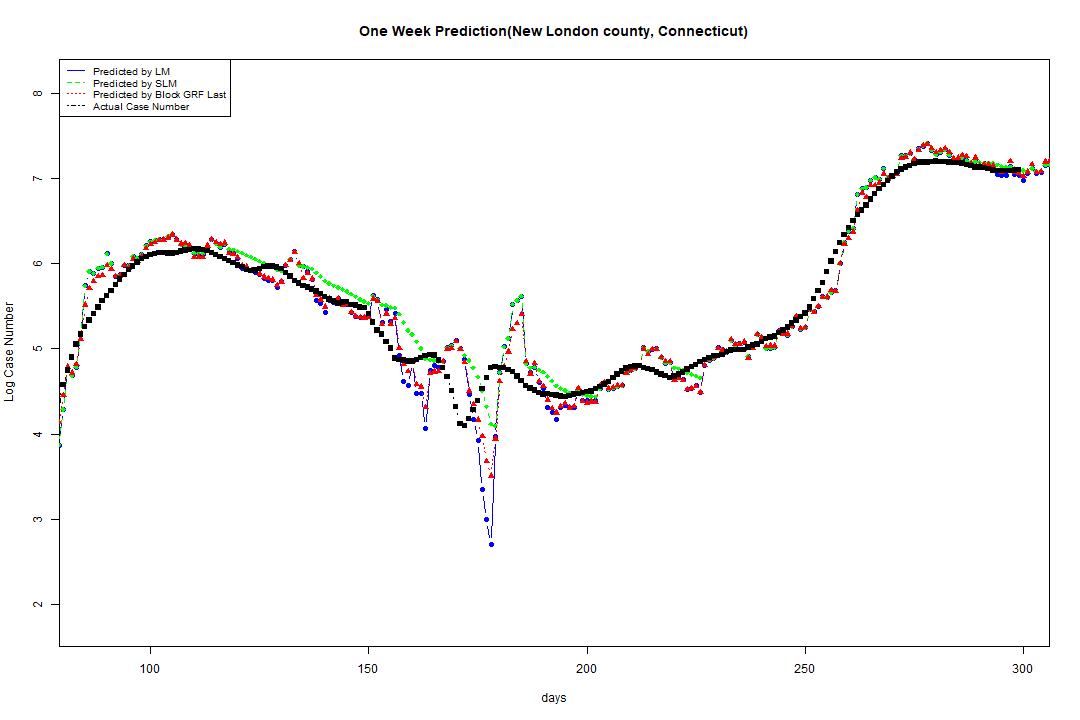 One Week Prediction(New London county, Connecticut)
Predicted by LM
Predicted by SLM
Predicted by Block GRF Last
Actual Case Number
8
7
6
5
4
3
2
Log Case Number
100 150 200 250 300
days